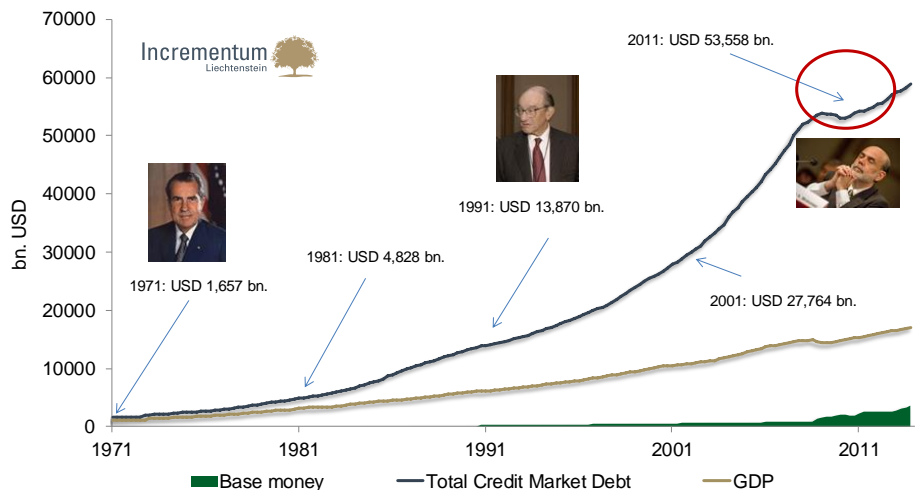 70000
60000
50000
40000
30000
20000
10000
0
bn. USD
Incrementum
Liechtenstein
2011: USD 53,558 bn.
1991: USD 13,870 bn.
1981: USD 4,828 bn.
1971: USD 1,657 bn.
2001: USD 27,764 bn.
1971 1981 1991 2001 2011
Base money Total Credit Market Debt GDP